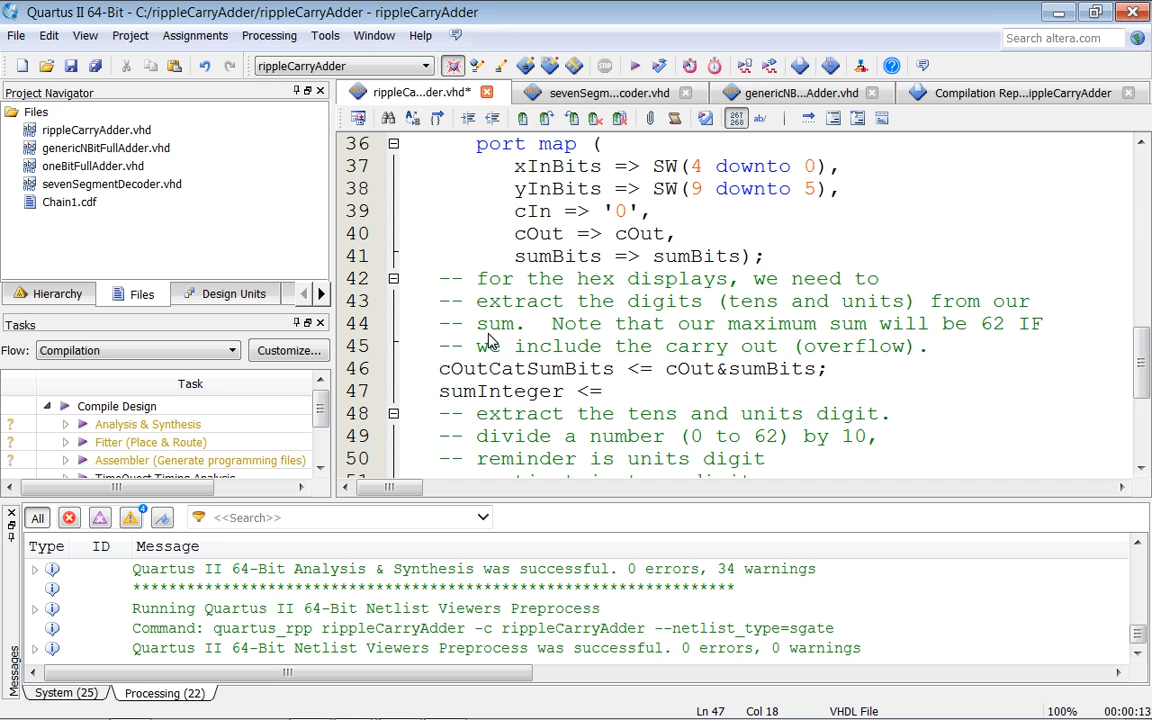 Quartus II 64-Bit - C:/rippleCarryAdder/rippleCarryAdder - rippleCarryAdder
File Edit View Project Assignments Processing Tools Window Help
Search altera.com
rippleCarryAdder
STOP
Project Navigator
rippleCa...der.vhd*
sevenSegm...coder.vhd
genericNB...Adder.vhd
Compilation Rep...ippleCarryAdder
Files
rippleCarryAdder.vhd
genericNBitFullAdder.vhd
oneBitFullAdder.vhd
sevenSegmentDecoder.vhd
Chain1.cdf
Hierarchy Files Design Units
267 268 ab/
36 port map (
37 xInBits => SW(4 downto 0),
38 yInBits => SW(9 downto 5),
39 cIn => '0',
40 cOut => cOut,
41 sumBits => sumBits);
42 -- for the hex displays, we need to
43 -- extract the digits (tens and units) from our
44 -- sum.  Note that our maximum sum will be 62 IF
45 -- we include the carry out (overflow).
46 cOutCatSumBits <= cOut&sumBits;
47 sumInteger <=
48 -- extract the tens and units digit.
49 -- divide a number (0 to 62) by 10,
50 -- reminder is units digit
Tasks
Flow: Compilation Customize...
Task
Compile Design
? Analysis & Synthesis
? Fitter (Place & Route)
? Assembler (Generate programming files)
TimeQuest Timing Analysis
All
4
<<Search>>
Type ID Message
Quartus II 64-Bit Analysis & Synthesis was successful. 0 errors, 34 warnings
*******************************************************************
Running Quartus II 64-Bit Netlist Viewers Preprocess
Command: quartus_rpp rippleCarryAdder -c rippleCarryAdder --netlist_type=sgate
Quartus II 64-Bit Netlist Viewers Preprocess was successful. 0 errors, 0 warnings
Messages
System (25) Processing (22)
Ln 47 Col 18 VHDL File 100% 00:00:13